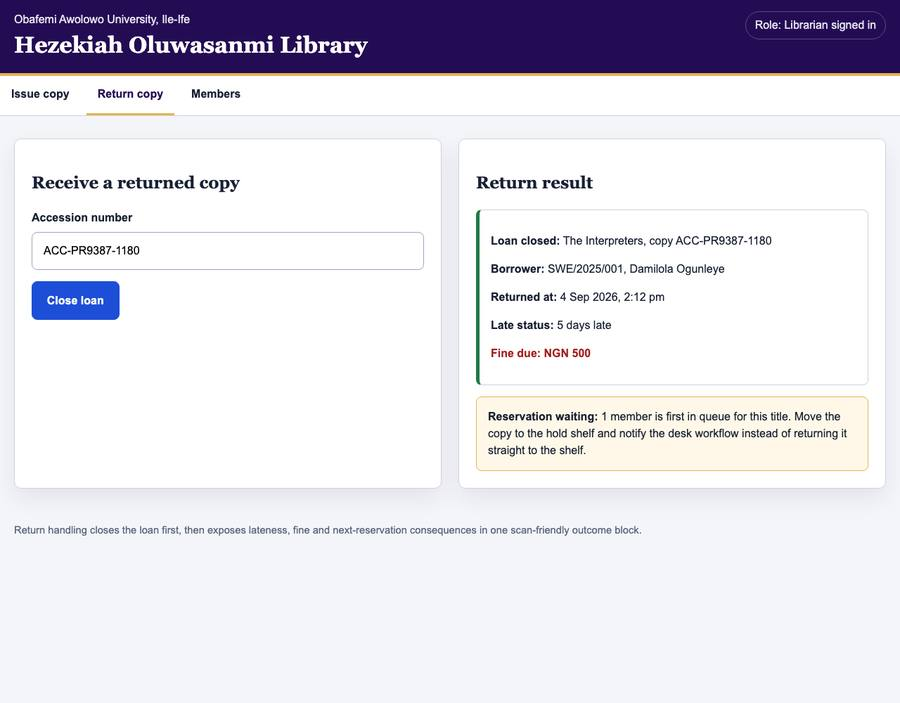 Obafemi Awolowo University, Ile-Ife
Hezekiah Oluwasanmi Library
Role: Librarian signed in
Issue copy
Return copy
Members
Receive a returned copy
Accession number
ACC-PR9387-1180
Close loan
Return result
Loan closed: The Interpreters, copy ACC-PR9387-1180
Borrower: SWE/2025/001, Damilola Ogunleye
Returned at: 4 Sep 2026, 2:12 pm
Late status: 5 days late
Fine due: NGN 500
Reservation waiting: 1 member is first in queue for this title. Move the
copy to the hold shelf and notify the desk workflow instead of returning it
straight to the shelf.
Return handling closes the loan first, then exposes lateness, fine and next-reservation consequences in one scan-friendly outcome block.